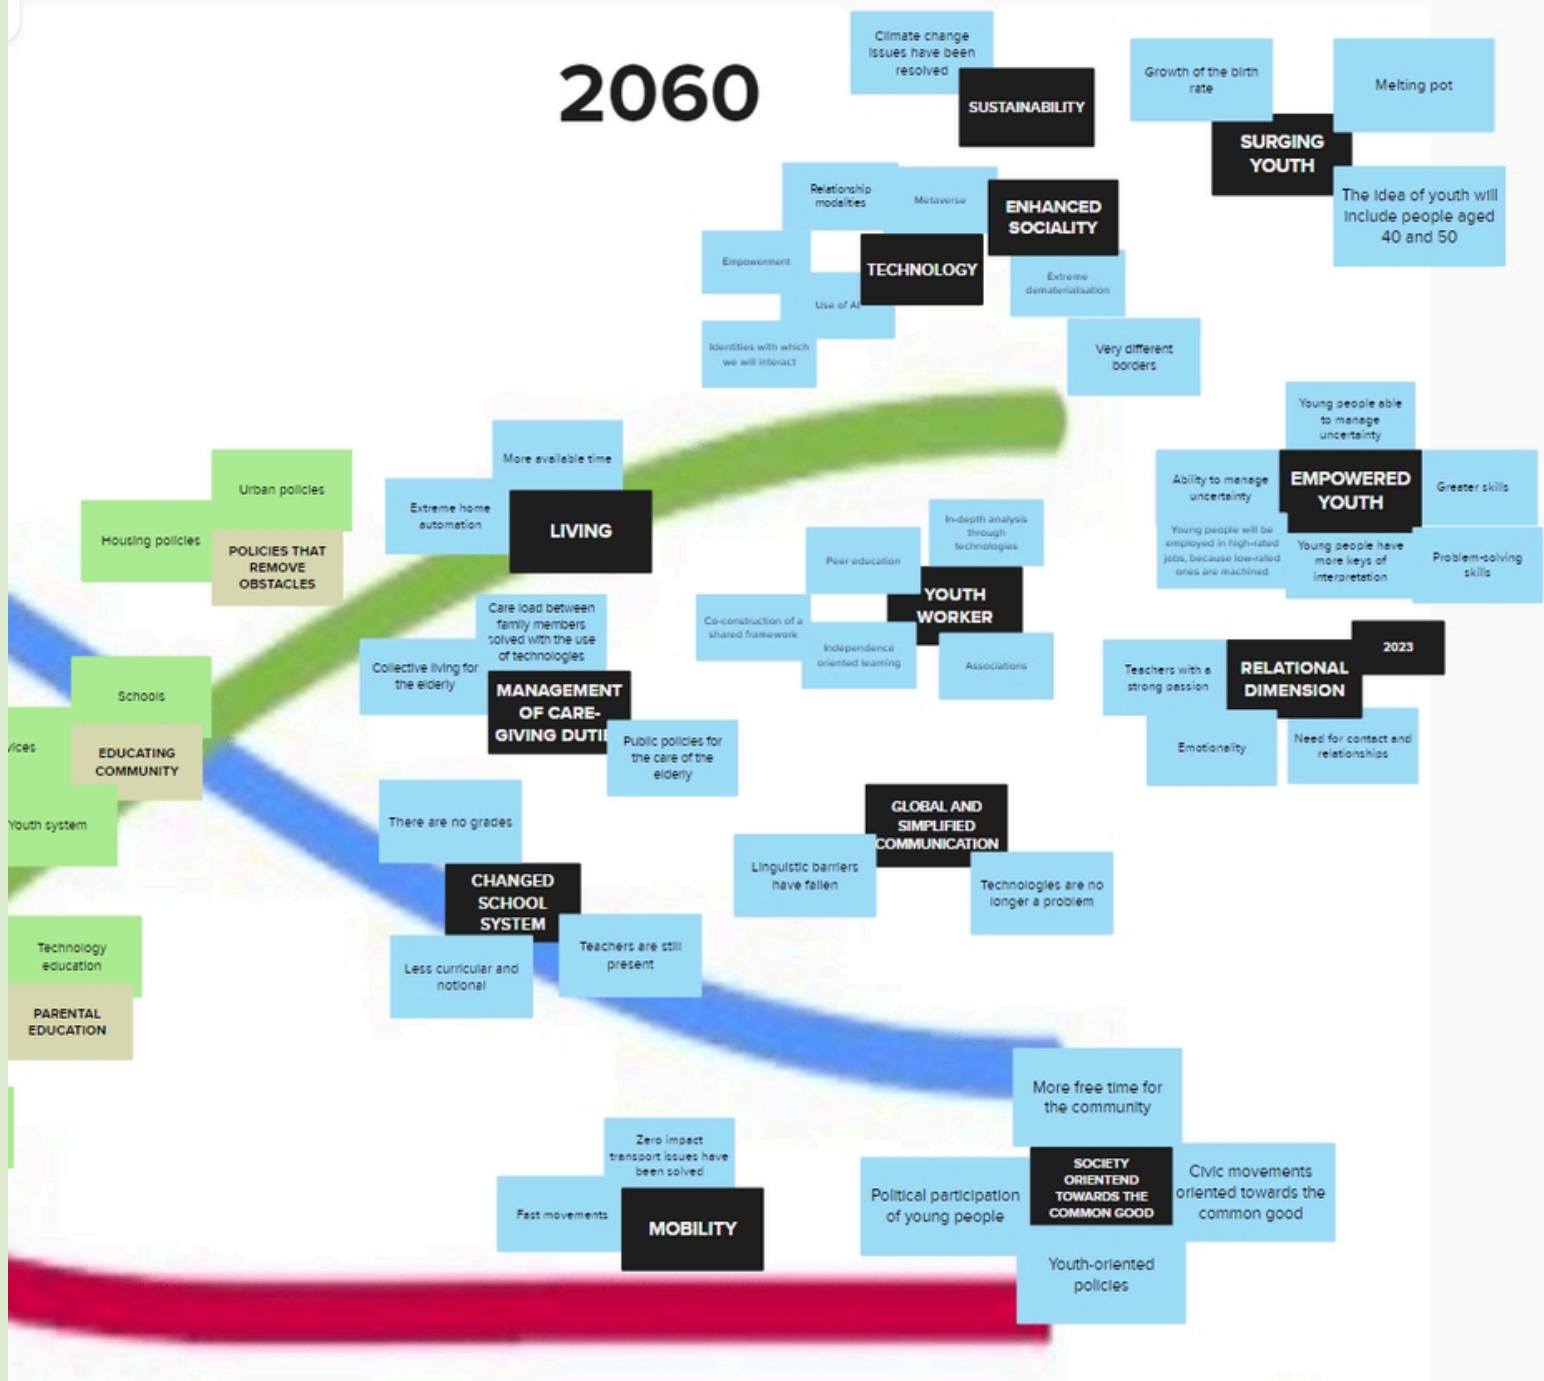 2060
Climate change
issues have been
resolved
SUSTAINABILITY
Growth of the birth
rate
Melting pot
SURGING
YOUTH
The idea of youth will
include people aged
40 and 50
Relationship
modalities
Metaverse
ENHANCED
SOCIALITY
Empowerment
TECHNOLOGY
Use of AI
Extreme
dematerialisation
Identities with which
we will interact
Very different
borders
Young people able
to manage
uncertainty
Ability to manage
uncertainty
EMPOWERED
YOUTH
Greater skills
Young people will be
employed in high-rated
jobs, because low-rated
ones are machined
Young people have
more keys of
interpretation
Problem-solving
skills
More available time
Extreme home
automation
LIVING
Urban policies
Housing policies
POLICIES THAT
REMOVE
OBSTACLES
In-depth analysis
through
technologies
Peer education
YOUTH
WORKER
Co-construction of a
shared framework
Independence
oriented learning
Associations
2023
Teachers with a
strong passion
RELATIONAL
DIMENSION
Emotionality
Need for contact and
relationships
Care load between
family members
solved with the use
of technologies
Collective living for
the elderly
MANAGEMENT
OF CARE-
GIVING DUTI
Public policies for
the care of the
elderly
Schools
vices
EDUCATING
COMMUNITY
Youth system
There are no grades
CHANGED
SCHOOL
SYSTEM
Less curricular and
notional
Teachers are still
present
GLOBAL AND
SIMPLIFIED
COMMUNICATION
Linguistic barriers
have fallen
Technologies are no
longer a problem
Technology
education
PARENTAL
EDUCATION
More free time for
the community
Political participation
of young people
SOCIETY
ORIENTEND
TOWARDS THE
COMMON GOOD
Civic movements
oriented towards the
common good
Youth-oriented
policies
Zero impact
transport issues have
been solved
Fast movements
MOBILITY